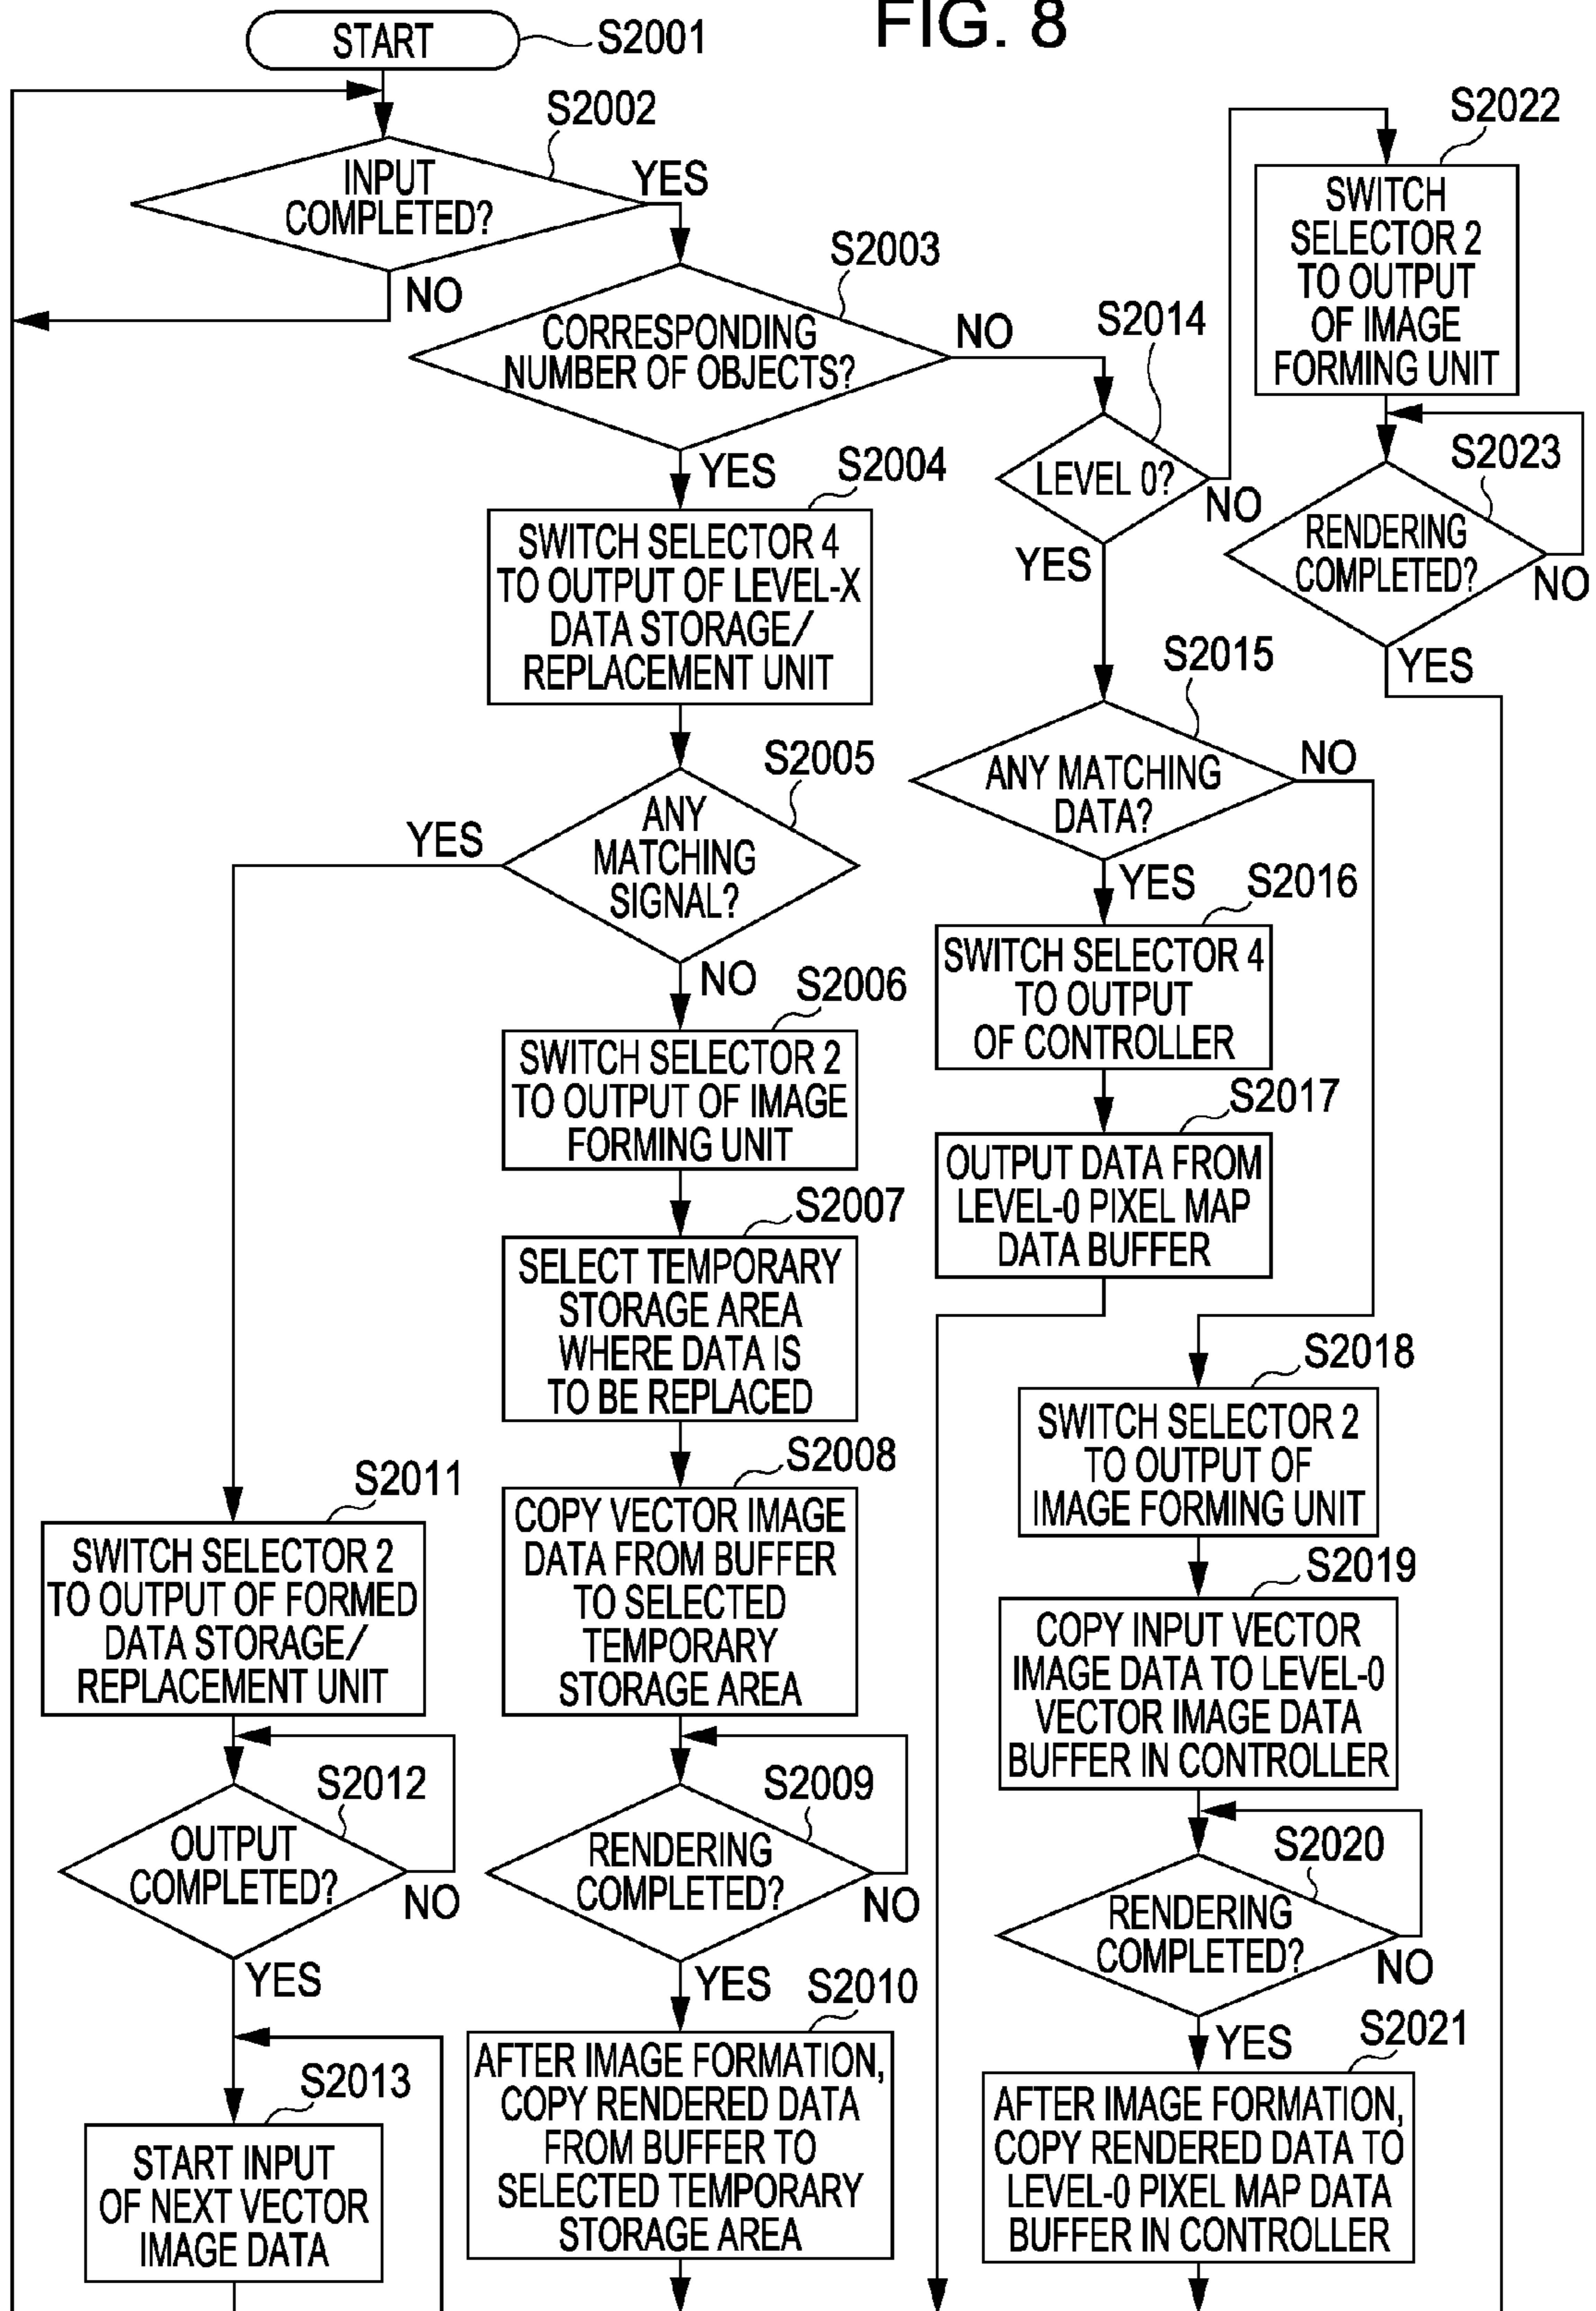 FIG. 8
START
S2001
S2002
INPUT
COMPLETED?
YES
NO
S2003
CORRESPONDING
NUMBER OF OBJECTS?
NO
YES
S2004
SWITCH SELECTOR 4
TO OUTPUT OF LEVEL-X
DATA STORAGE/
REPLACEMENT UNIT
S2005
ANY
MATCHING
SIGNAL?
YES
NO
S2006
SWITCH SELECTOR 2
TO OUTPUT OF IMAGE
FORMING UNIT
S2007
SELECT TEMPORARY
STORAGE AREA
WHERE DATA IS
TO BE REPLACED
S2008
COPY VECTOR IMAGE
DATA FROM BUFFER
TO SELECTED
TEMPORARY
STORAGE AREA
S2009
RENDERING
COMPLETED?
NO
YES
S2010
AFTER IMAGE FORMATION,
COPY RENDERED DATA
FROM BUFFER TO
SELECTED TEMPORARY
STORAGE AREA
S2011
SWITCH SELECTOR 2
TO OUTPUT OF FORMED
DATA STORAGE/
REPLACEMENT UNIT
S2012
OUTPUT
COMPLETED?
NO
YES
S2013
START INPUT
OF NEXT VECTOR
IMAGE DATA
S2014
LEVEL 0?
NO
YES
S2015
ANY MATCHING
DATA?
NO
YES
S2016
SWITCH SELECTOR 4
TO OUTPUT
OF CONTROLLER
S2017
OUTPUT DATA FROM
LEVEL-0 PIXEL MAP
DATA BUFFER
S2018
SWITCH SELECTOR 2
TO OUTPUT OF
IMAGE FORMING UNIT
S2019
COPY INPUT VECTOR
IMAGE DATA TO LEVEL-0
VECTOR IMAGE DATA
BUFFER IN CONTROLLER
S2020
RENDERING
COMPLETED?
NO
YES
S2021
AFTER IMAGE FORMATION,
COPY RENDERED DATA TO
LEVEL-0 PIXEL MAP DATA
BUFFER IN CONTROLLER
S2022
SWITCH
SELECTOR 2
TO OUTPUT
OF IMAGE
FORMING UNIT
S2023
RENDERING
COMPLETED?
NO
YES